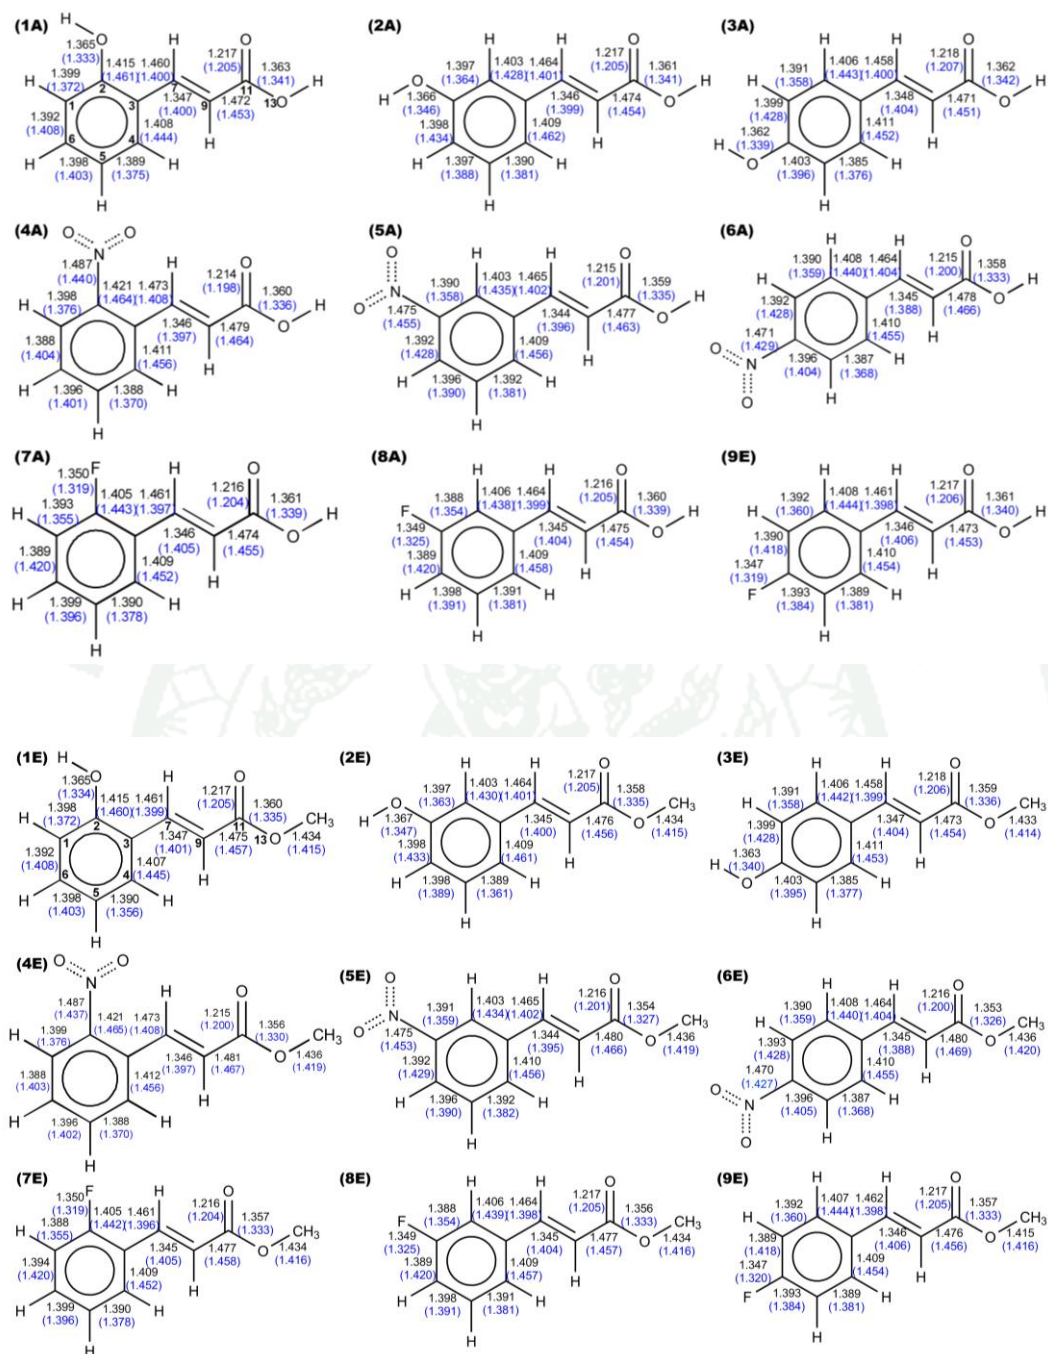 (1A) (2A) (3A)
H O H O 1.365 (1.333) 1.415 (1.461) 1.460 (1.400) 1.217 (1.205) 1.363 (1.341) H
H 1.399 (1.372) 2 7 11 13 O 1 3 1.347 (1.400) 9 1.472 (1.453)
1.392 (1.408) 6 4 1.408 (1.444) H
H 5 H 1.398 (1.403) 1.389 (1.375)
H
H H O 1.397 (1.364) 1.403 (1.428) 1.464 (1.401) 1.217 (1.205) 1.361 (1.341) H
H O 1.366 (1.346) 1.346 (1.399) 1.474 (1.454) O
1.398 (1.434) 1.409 (1.462) H
H H 1.397 (1.388) 1.390 (1.381)
H
H H O 1.391 (1.358) 1.406 (1.443) 1.458 (1.400) 1.218 (1.207) 1.362 (1.342) H
H 1.399 (1.428) 1.348 (1.404) 1.471 (1.451) O
1.362 (1.339) 1.411 (1.452) H
H O H 1.403 (1.396) 1.385 (1.376)
H
(4A) (5A) (6A)
O N O H O 1.487 (1.440) 1.421 (1.464) 1.473 (1.408) 1.214 (1.198) 1.360 (1.336) H
H 1.398 (1.376) 1.346 (1.397) 1.479 (1.464) O
1.388 (1.404) 1.411 (1.456) H
H H 1.396 (1.401) 1.388 (1.370)
H
O N O H H O 1.390 (1.358) 1.403 (1.435) 1.465 (1.402) 1.215 (1.201) 1.359 (1.335) H
1.475 (1.455) 1.344 (1.396) 1.477 (1.463) O
1.392 (1.428) 1.409 (1.456) H
H H 1.396 (1.390) 1.392 (1.381)
H
H H O 1.390 (1.359) 1.408 (1.440) 1.464 (1.404) 1.215 (1.200) 1.358 (1.333) H
H 1.392 (1.428) 1.345 (1.388) 1.478 (1.466) O
1.471 (1.429) 1.410 (1.455) H
O N O H 1.396 (1.404) 1.387 (1.368)
H
(7A) (8A) (9E)
F H O 1.350 (1.319) 1.405 (1.443) 1.461 (1.397) 1.216 (1.204) 1.361 (1.339) H
H 1.393 (1.355) 1.346 (1.405) 1.474 (1.455) O
1.389 (1.420) 1.409 (1.452) H
H H 1.399 (1.396) 1.390 (1.378)
H
H H O 1.388 (1.354) 1.406 (1.438) 1.464 (1.399) 1.216 (1.205) 1.360 (1.339) H
F 1.349 (1.325) 1.345 (1.404) 1.475 (1.454) O
1.389 (1.420) 1.409 (1.458) H
H H 1.398 (1.391) 1.391 (1.381)
H
H H O 1.392 (1.360) 1.408 (1.444) 1.461 (1.398) 1.217 (1.206) 1.361 (1.340) H
H 1.390 (1.418) 1.346 (1.406) 1.473 (1.453) O
1.347 (1.319) 1.410 (1.454) H
F H 1.393 (1.384) 1.389 (1.381)
H
(1E) (2E) (3E)
H O H O 1.365 (1.334) 1.415 (1.460) 1.461 (1.399) 1.217 (1.205) 1.360 (1.335) CH3
H 1.398 (1.372) 2 7 11 13 O 1.434 (1.415) 1 3 1.347 (1.401) 9 1.475 (1.457)
1.392 (1.408) 6 4 1.407 (1.445) H
H 5 H 1.398 (1.403) 1.390 (1.356)
H
H H O 1.397 (1.363) 1.403 (1.430) 1.464 (1.401) 1.217 (1.205) 1.358 (1.335) CH3
H O 1.367 (1.347) 1.345 (1.400) 1.476 (1.456) O 1.434 (1.415)
1.398 (1.433) 1.409 (1.461) H
H H 1.398 (1.389) 1.389 (1.361)
H
H H O 1.391 (1.358) 1.406 (1.442) 1.458 (1.399) 1.218 (1.206) 1.359 (1.336) CH3
H 1.399 (1.428) 1.347 (1.404) 1.473 (1.454) O 1.433 (1.414)
1.363 (1.340) 1.411 (1.453) H
H O H 1.403 (1.395) 1.385 (1.377)
H
(4E) (5E) (6E)
O N O H O 1.487 (1.437) 1.421 (1.465) 1.473 (1.408) 1.215 (1.200) 1.356 (1.330) CH3
H 1.399 (1.376) 1.346 (1.397) 1.481 (1.467) O 1.436 (1.419)
1.388 (1.403) 1.412 (1.456) H
H H 1.396 (1.402) 1.388 (1.370)
H
O N O H H O 1.391 (1.359) 1.403 (1.434) 1.465 (1.402) 1.216 (1.201) 1.354 (1.327) CH3
1.475 (1.453) 1.344 (1.395) 1.480 (1.466) O 1.436 (1.419)
1.392 (1.429) 1.410 (1.456) H
H H 1.396 (1.390) 1.392 (1.382)
H
H H O 1.390 (1.359) 1.408 (1.440) 1.464 (1.404) 1.216 (1.200) 1.353 (1.326) CH3
H 1.393 (1.428) 1.345 (1.388) 1.480 (1.469) O 1.436 (1.420)
1.470 (1.427) 1.410 (1.455) H
O N O H 1.396 (1.405) 1.387 (1.368)
H
(7E) (8E) (9E)
F H O 1.350 (1.319) 1.405 (1.442) 1.461 (1.396) 1.216 (1.204) 1.357 (1.333) CH3
H 1.388 (1.355) 1.345 (1.405) 1.477 (1.458) O 1.434 (1.416)
1.394 (1.420) 1.409 (1.452) H
H H 1.399 (1.396) 1.390 (1.378)
H
H H O 1.388 (1.354) 1.406 (1.439) 1.464 (1.398) 1.217 (1.205) 1.356 (1.333) CH3
F 1.349 (1.325) 1.345 (1.404) 1.477 (1.457) O 1.434 (1.416)
1.389 (1.420) 1.409 (1.457) H
H H 1.398 (1.391) 1.391 (1.381)
H
H H O 1.392 (1.360) 1.407 (1.444) 1.462 (1.398) 1.217 (1.205) 1.357 (1.333) CH3
H 1.389 (1.418) 1.346 (1.406) 1.476 (1.456) O 1.415 (1.416)
1.347 (1.320) 1.409 (1.454) H
F H 1.393 (1.384) 1.389 (1.381)
H